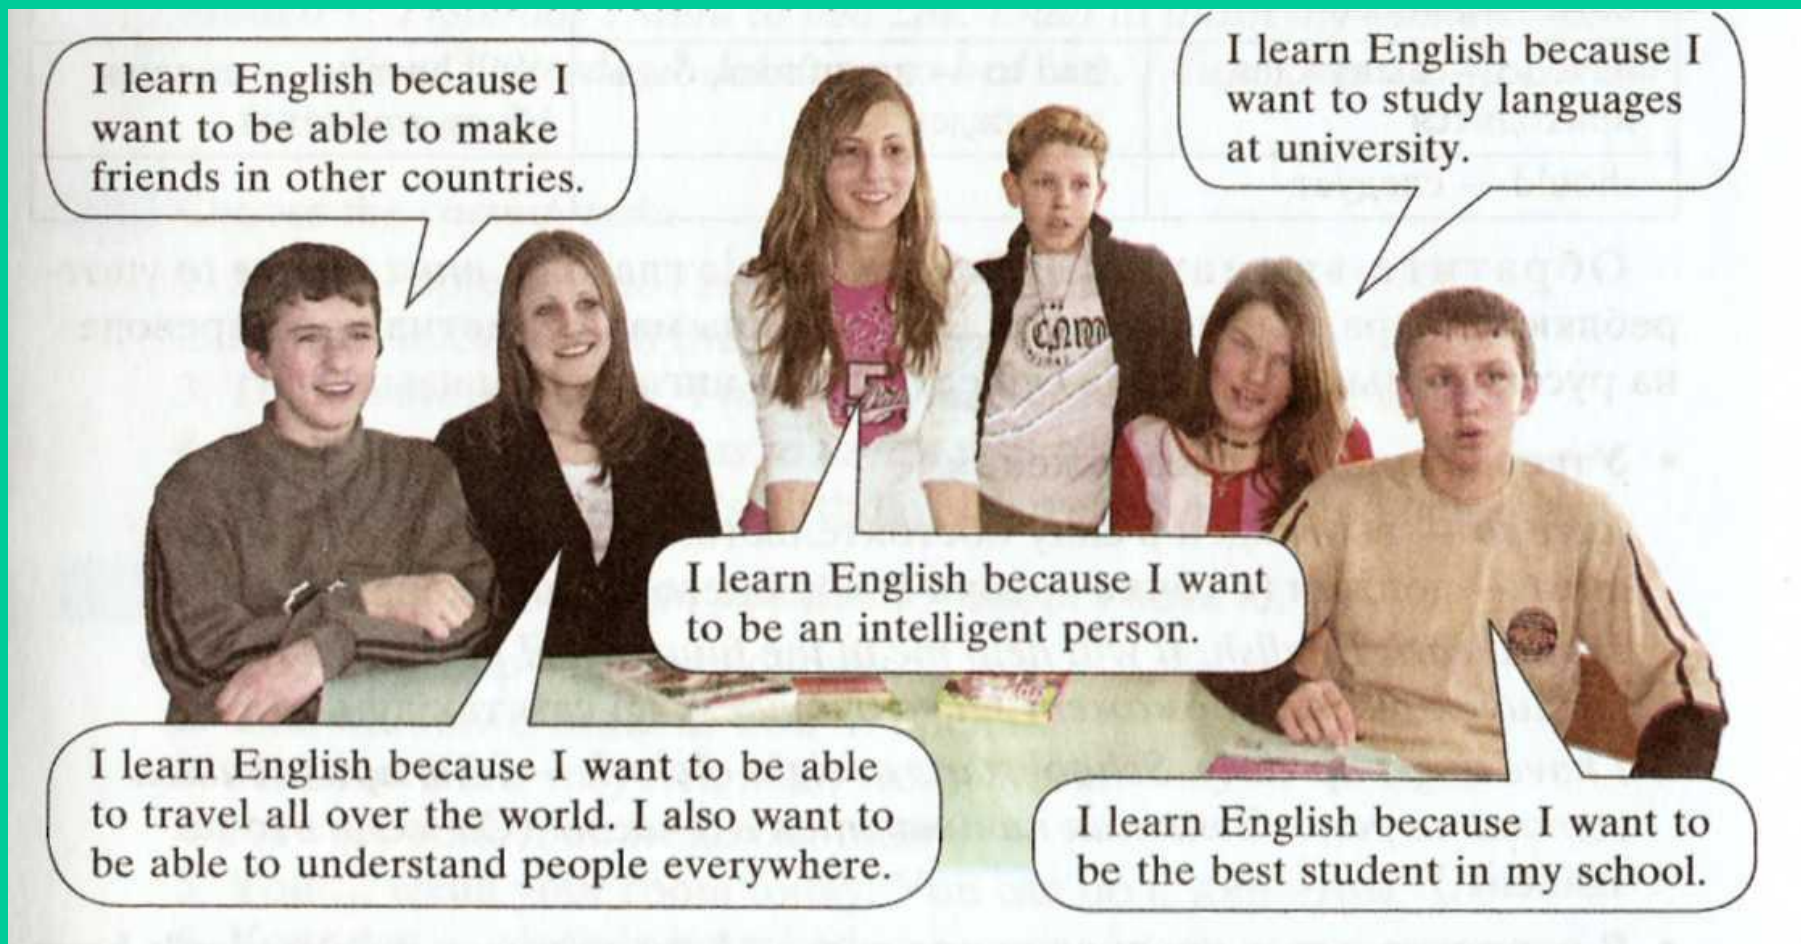 I learn English because I
want to be able to make
friends in other countries.
I learn English because I
want to study languages
at university.
I learn English because I want
to be an intelligent person.
I learn English because I want to be able
to travel all over the world. I also want to
be able to understand people everywhere.
I learn English because I want to
be the best student in my school.